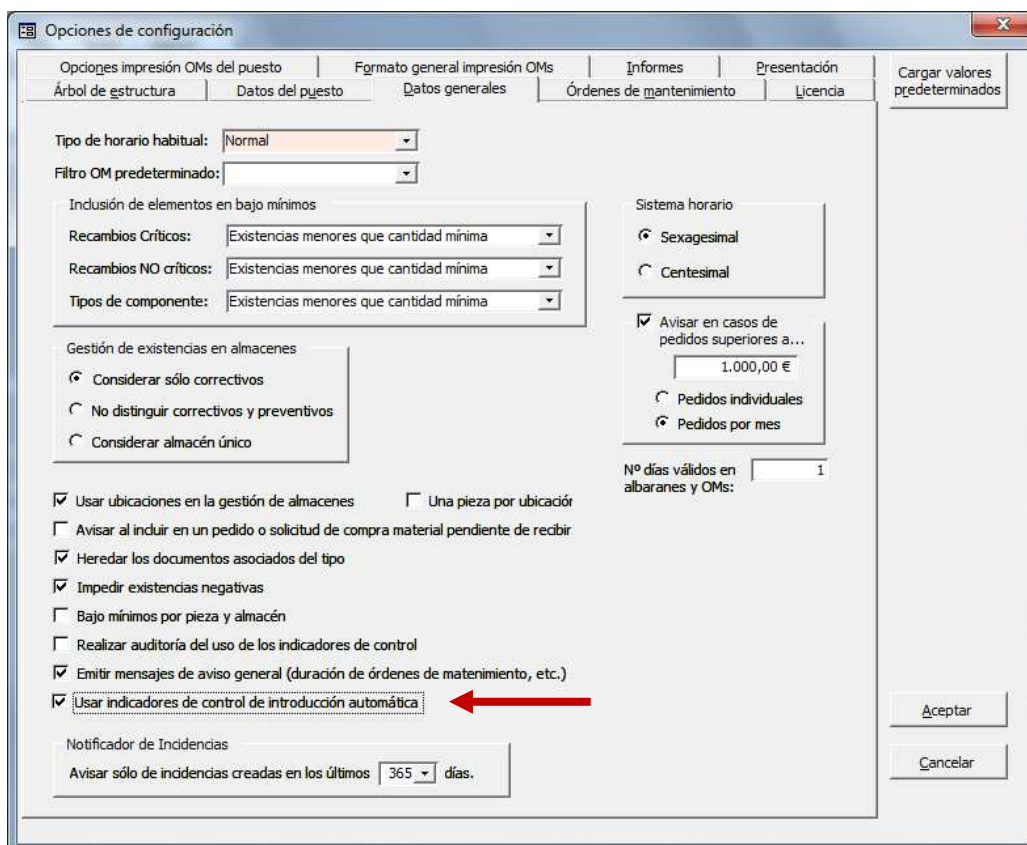 Opciones de configuración
Opciones impresión OMs del puesto
Formato general impresión OMs
Informes
Presentación
Árbol de estructura
Datos del puesto
Datos generales
Órdenes de mantenimiento
Licencia
Cargar valores
predeterminados
Tipo de horario habitual: Normal
Filtro OM predeterminado:
Inclusión de elementos en bajo mínimos
Recambios Críticos: Existencias menores que cantidad mínima
Recambios NO críticos: Existencias menores que cantidad mínima
Tipos de componente: Existencias menores que cantidad mínima
Sistema horario
Sexagesimal
Centesimal
Gestión de existencias en almacenes
Considerar sólo correctivos
No distinguir correctivos y preventivos
Considerar almacén único
Avisar en casos de
pedidos superiores a...
1.000,00 €
Pedidos individuales
Pedidos por mes
Nº días válidos en 1
albaranes y OMs:
Usar ubicaciones en la gestión de almacenes
Una pieza por ubicaciór
Avisar al incluir en un pedido o solicitud de compra material pendiente de recibir
Heredar los documentos asociados del tipo
Impedir existencias negativas
Bajo mínimos por pieza y almacén
Realizar auditoría del uso de los indicadores de control
Emitir mensajes de aviso general (duración de órdenes de matenimiento, etc.)
Usar indicadores de control de introducción automática
Notificador de Incidencias
Avisar sólo de incidencias creadas en los últimos 365 días.
Aceptar
Cancelar